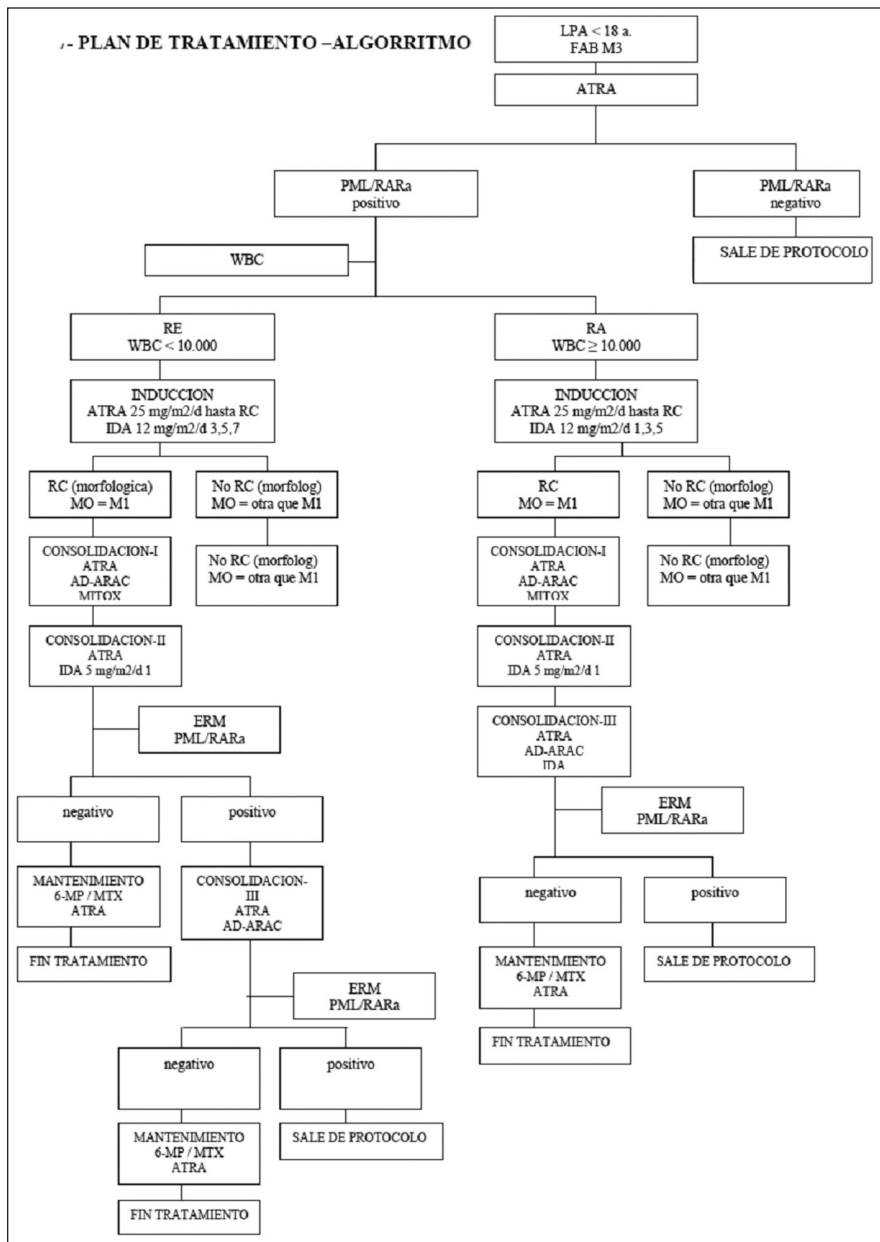 ,- PLAN DE TRATAMIENTO –ALGORRITMO
LPA < 18 a.
FAB M3
ATRA
PML/RARa
positivo
PML/RARa
negativo
WBC
SALE DE PROTOCOLO
RE
WBC < 10.000
RA
WBC ≥ 10.000
INDUCCION
ATRA 25 mg/m2/d hasta RC
IDA 12 mg/m2/d 3,5,7
INDUCCION
ATRA 25 mg/m2/d hasta RC
IDA 12 mg/m2/d 1,3,5
RC (morfologica)
MO = M1
No RC (morfolog)
MO = otra que M1
RC
MO = M1
No RC (morfolog)
MO = otra que M1
CONSOLIDACION-I
ATRA
AD-ARAC
MITOX
No RC (morfolog)
MO = otra que M1
CONSOLIDACION-I
ATRA
AD-ARAC
MITOX
No RC (morfolog)
MO = otra que M1
CONSOLIDACION-II
ATRA
IDA 5 mg/m2/d 1
CONSOLIDACION-II
ATRA
IDA 5 mg/m2/d 1
ERM
PML/RARa
CONSOLIDACION-III
ATRA
AD-ARAC
IDA
negativo
positivo
ERM
PML/RARa
MANTENIMIENTO
6-MP / MTX
ATRA
CONSOLIDACION-
III
ATRA
AD-ARAC
negativo
positivo
FIN TRATAMIENTO
MANTENIMIENTO
6-MP / MTX
ATRA
SALE DE PROTOCOLO
ERM
PML/RARa
FIN TRATAMIENTO
negativo
positivo
MANTENIMIENTO
6-MP / MTX
ATRA
SALE DE PROTOCOLO
FIN TRATAMIENTO